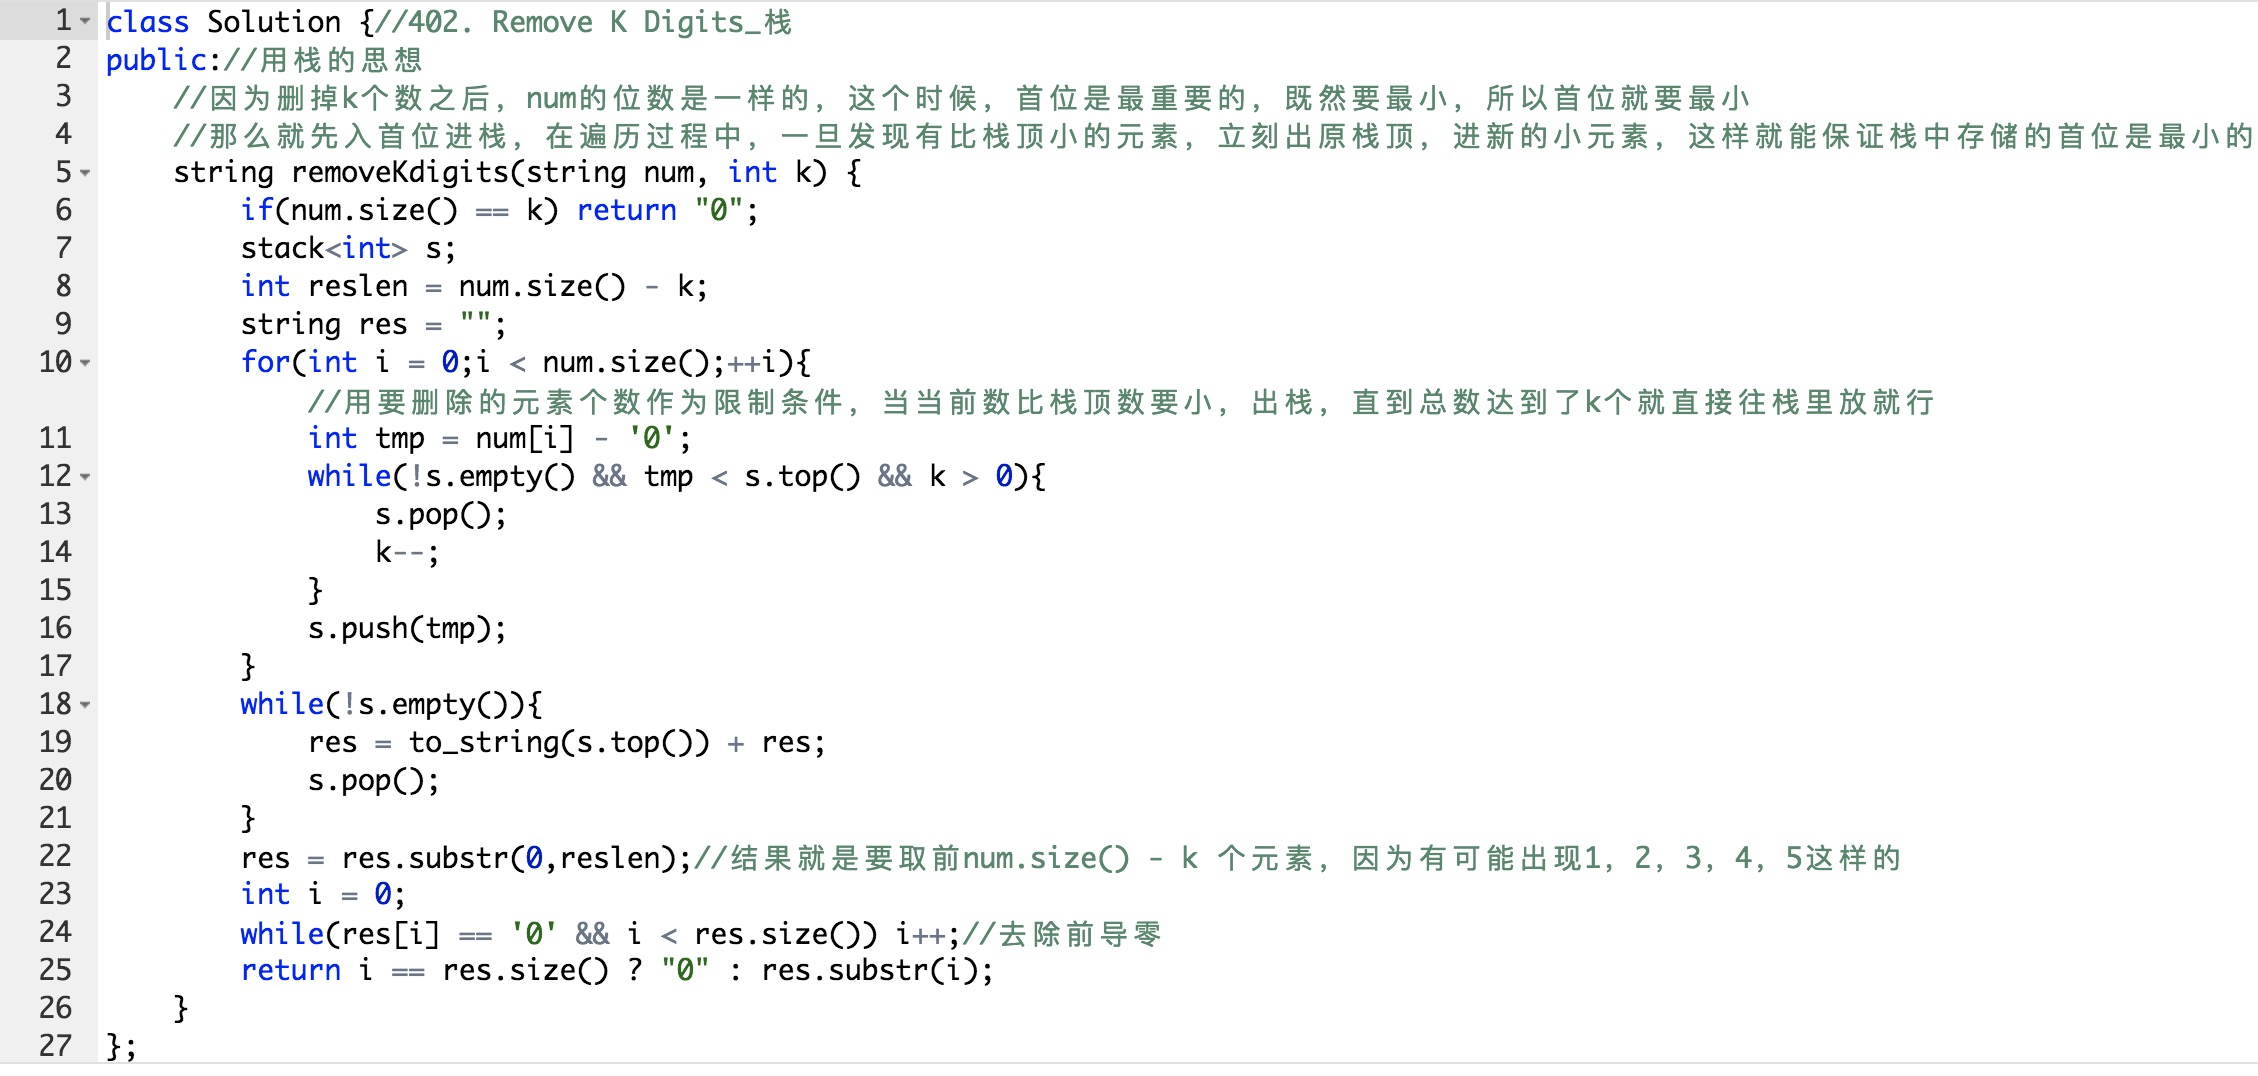 1 class Solution {//402. Remove K Digits_栈
2 public://用栈的思想
3     //因为删掉k个数之后，num的位数是一样的，这个时候，首位是最重要的，既然要最小，所以首位就要最小
4     //那么就先入首位进栈，在遍历过程中，一旦发现有比栈顶小的元素，立刻出原栈顶，进新的小元素，这样就能保证栈中存储的首位是最小的
5     string removeKdigits(string num, int k) {
6         if(num.size() == k) return "0";
7         stack<int> s;
8         int reslen = num.size() - k;
9         string res = "";
10         for(int i = 0;i < num.size();++i){
            //用要删除的元素个数作为限制条件，当当前数比栈顶数要小，出栈，直到总数达到了k个就直接往栈里放就行
11             int tmp = num[i] - '0';
12             while(!s.empty() && tmp < s.top() && k > 0){
13                 s.pop();
14                 k--;
15             }
16             s.push(tmp);
17         }
18         while(!s.empty()){
19             res = to_string(s.top()) + res;
20             s.pop();
21         }
22         res = res.substr(0,reslen);//结果就是要取前num.size() - k 个元素，因为有可能出现1，2，3，4，5这样的
23         int i = 0;
24         while(res[i] == '0' && i < res.size()) i++;//去除前导零
25         return i == res.size() ? "0" : res.substr(i);
26     }
27 };